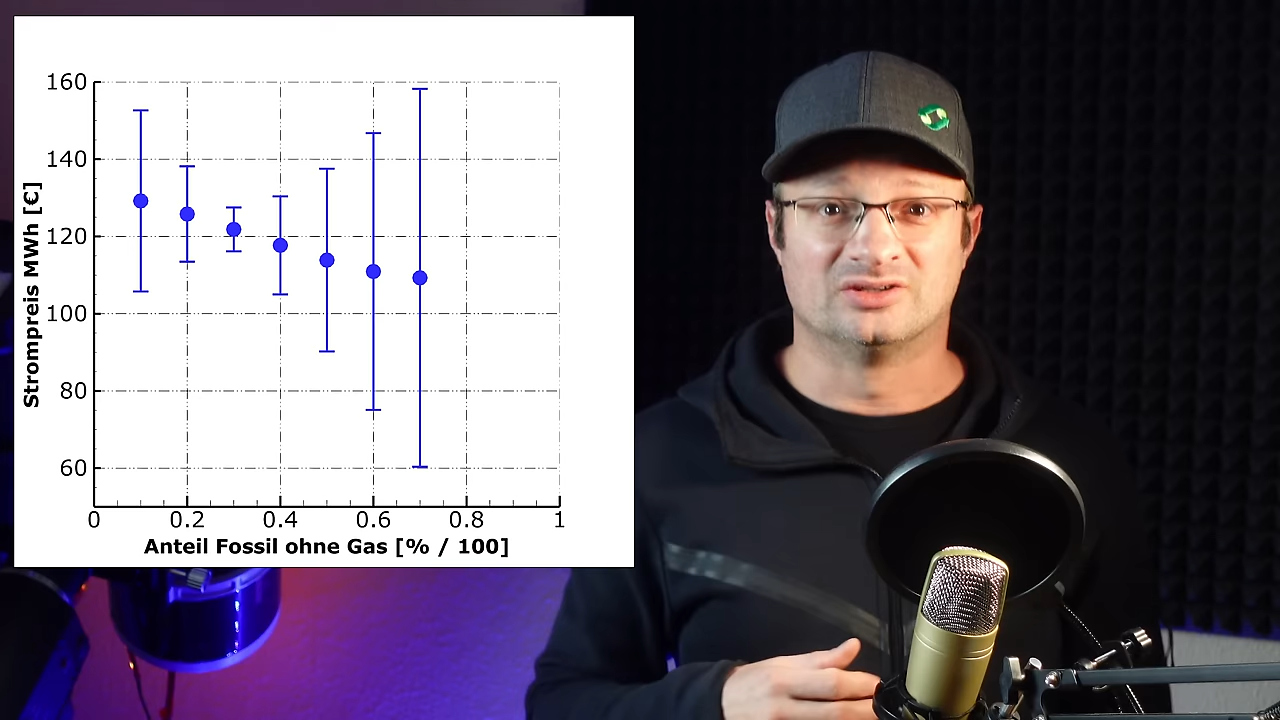 160
140
120
100
80
60
Strompreis MWh [€]
0 0.2 0.4 0.6 0.8 1
Anteil Fossil ohne Gas [% / 100]